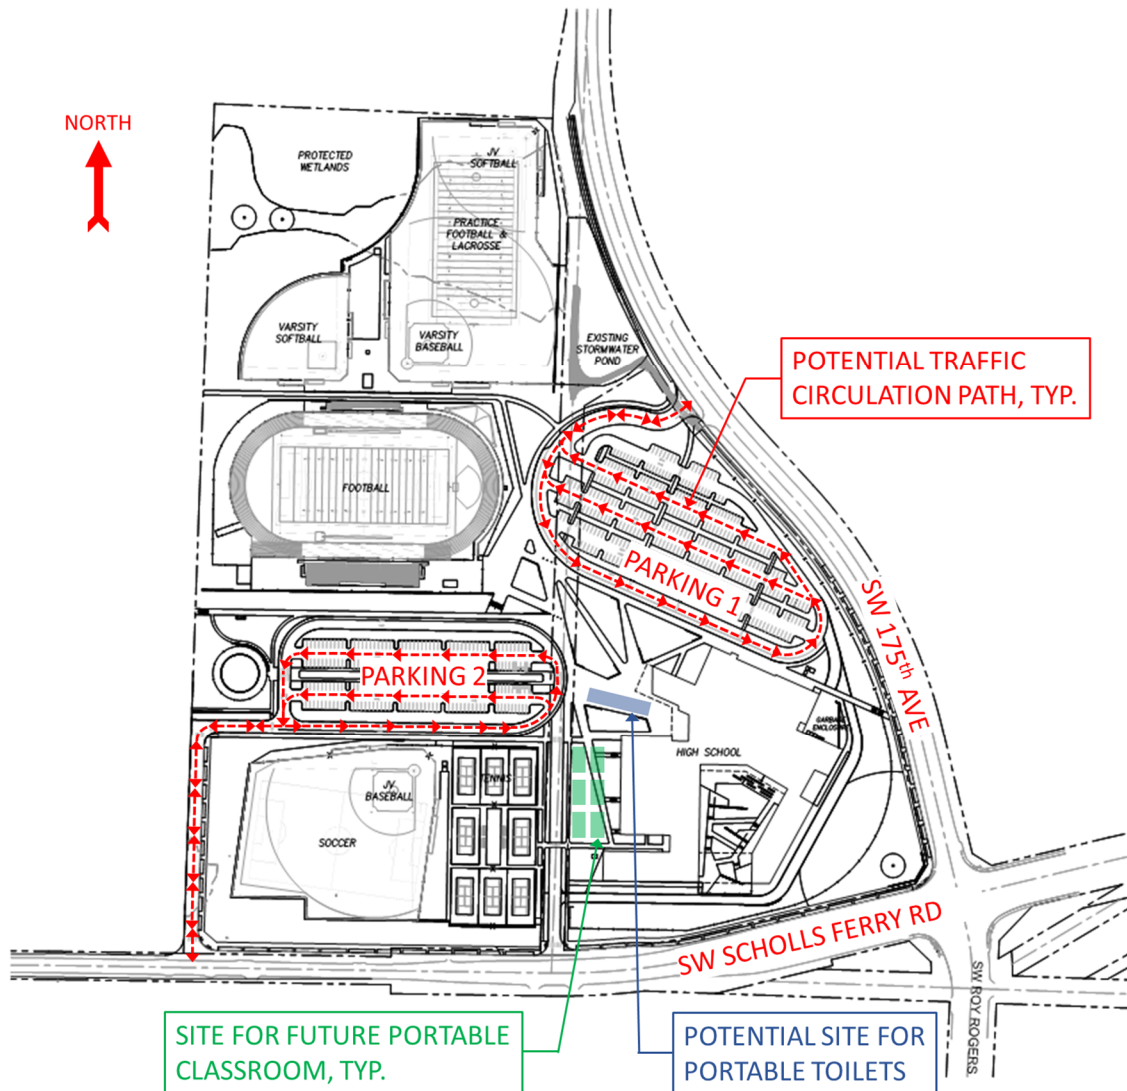 NORTH
PROTECTED
WETLANDS
JV
SOFTBALL
PRACTICE
FOOTBALL &
LACROSSE
VARSITY
SOFTBALL
VARSITY
BASEBALL
EXISTING
STORMWATER
POND
POTENTIAL TRAFFIC
CIRCULATION PATH, TYP.
FOOTBALL
PARKING 1
SW 175th AVE
PARKING 2
GARBAGE
ENCLOSURE
HIGH SCHOOL
TENNIS
JV
BASEBALL
SOCCER
SW SCHOLLS FERRY RD
SW ROY ROGERS
SITE FOR FUTURE PORTABLE
CLASSROOM, TYP.
POTENTIAL SITE FOR
PORTABLE TOILETS